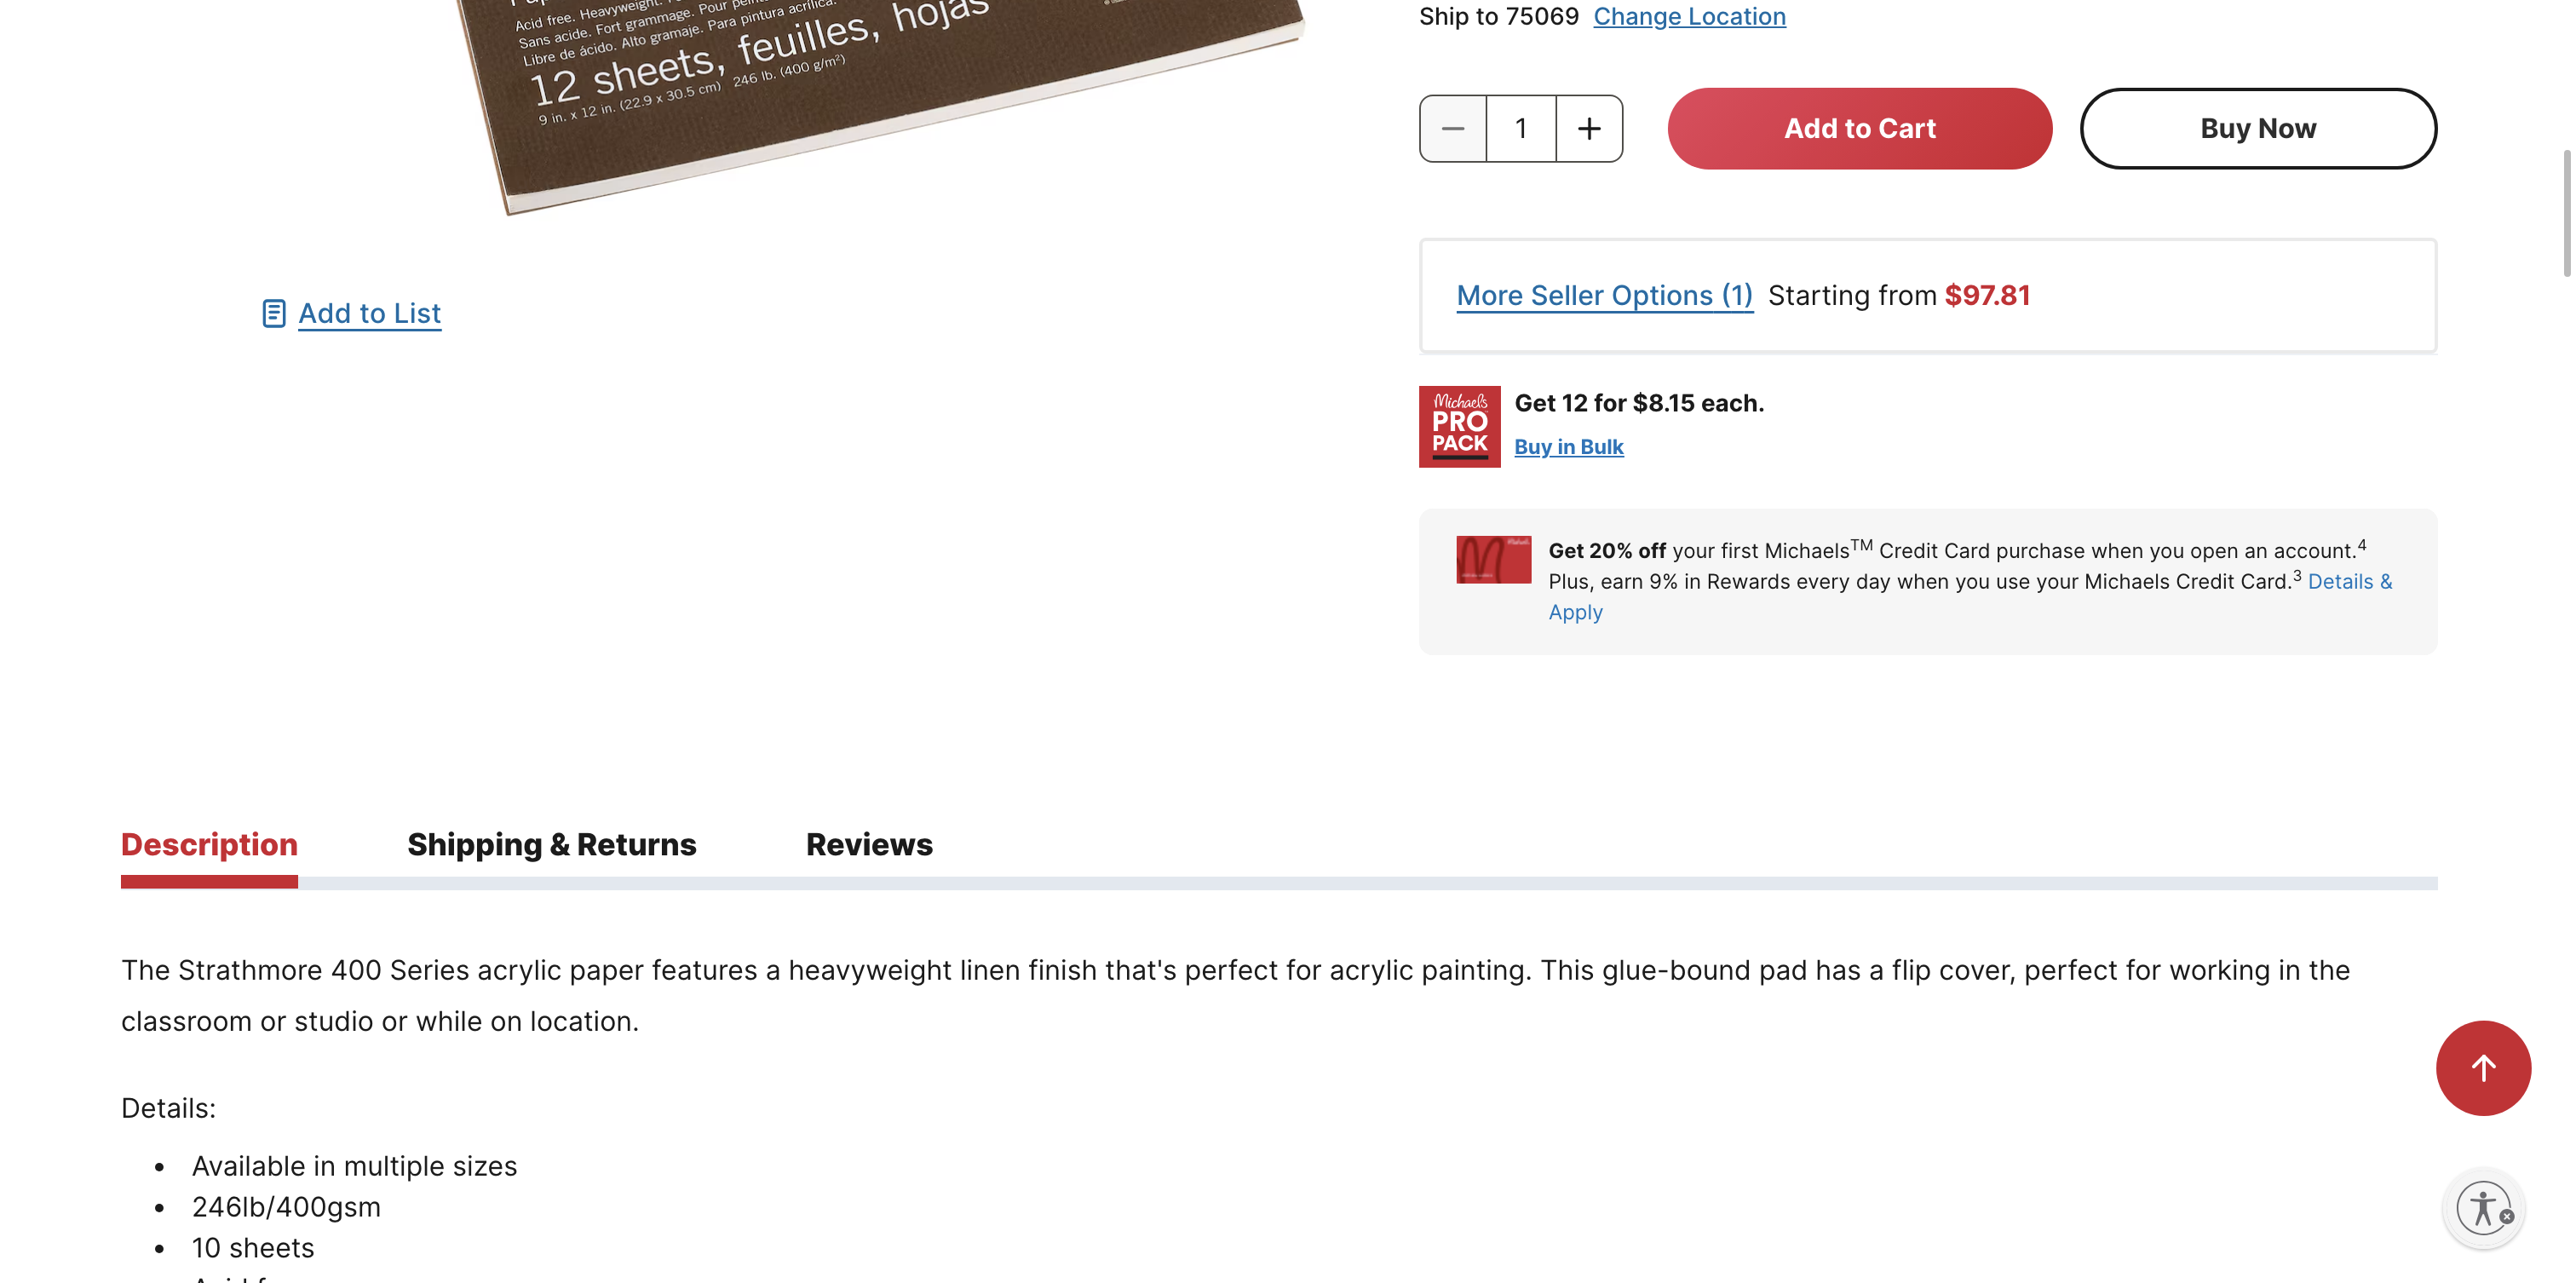 Acid free. Heavyweight.
Sans acide. Fort grammage. Pour
Libre de ácido. Alto gramaje. Para pintura acrílica.
12 sheets, feuilles, hojas
9 in. x 12 in. (22.9 x 30.5 cm) 246 lb. (400 g/m²)
Add to List
Ship to 75069 Change Location
1
Add to Cart
Buy Now
More Seller Options (1) Starting from $97.81
Michaels
PRO
PACK
Get 12 for $8.15 each.
Buy in Bulk
Get 20% off your first Michaels™ Credit Card purchase when you open an account.⁴
Plus, earn 9% in Rewards every day when you use your Michaels Credit Card.³ Details &
Apply
Description Shipping & Returns Reviews
The Strathmore 400 Series acrylic paper features a heavyweight linen finish that's perfect for acrylic painting. This glue-bound pad has a flip cover, perfect for working in the
classroom or studio or while on location.
Details:
• Available in multiple sizes
• 246lb/400gsm
• 10 sheets